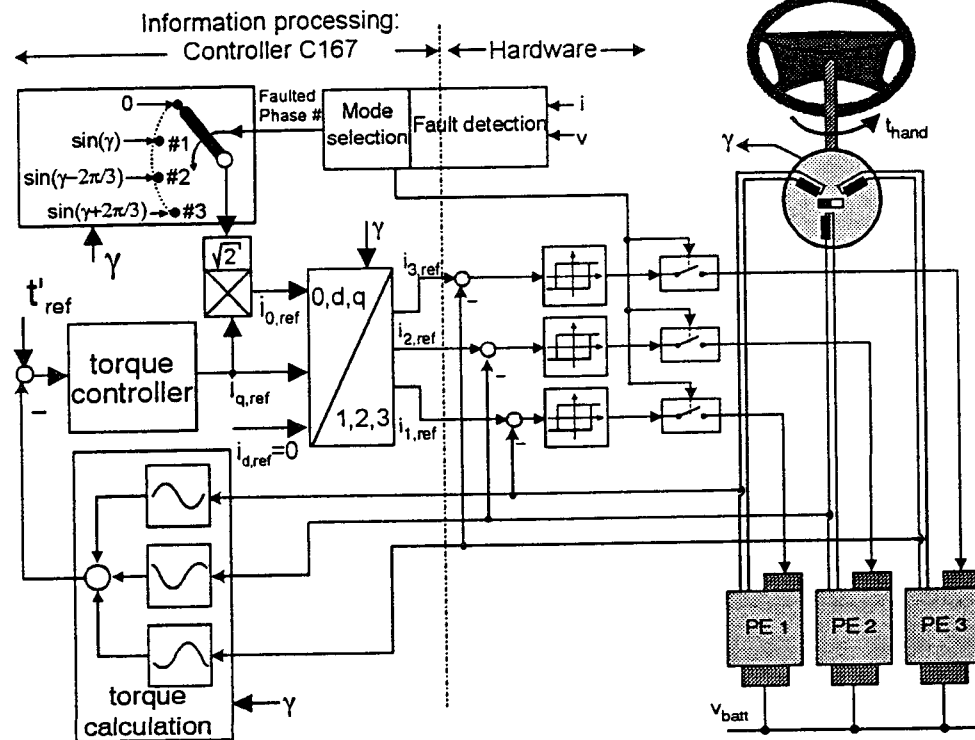 Information processing:
Controller C167
Hardware
0
sin(γ)
#1
sin(γ−2π/3)
#2
sin(γ+2π/3)
#3
γ
Faulted
Phase #
Mode
selection
Fault detection
i
v
t_hand
γ
√2
γ
t'_ref
torque
controller
i_q,ref
i_0,ref
i_d,ref=0
0,d,q
1,2,3
i_3,ref
i_2,ref
i_1,ref
−
−
−
−
torque
calculation
γ
PE 1
PE 2
PE 3
v_batt